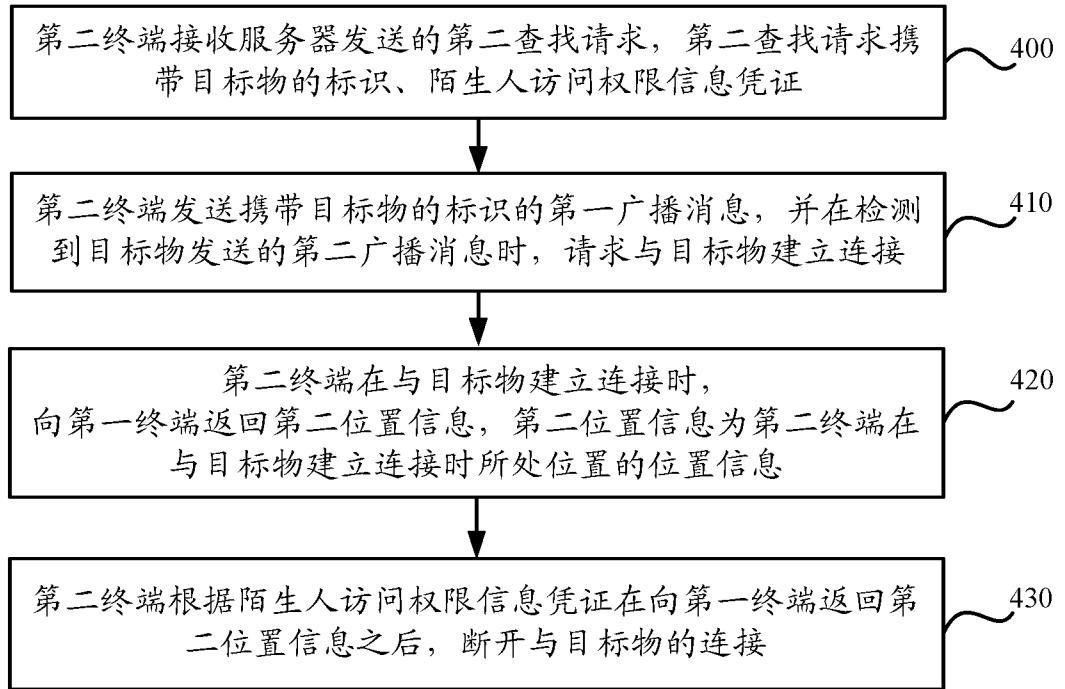 第二终端接收服务器发送的第二查找请求，第二查找请求携
带目标物的标识、陌生人访问权限信息凭证
400
第二终端发送携带目标物的标识的第一广播消息，并在检测
到目标物发送的第二广播消息时，请求与目标物建立连接
410
第二终端在与目标物建立连接时，
向第一终端返回第二位置信息，第二位置信息为第二终端在
与目标物建立连接时所处位置的位置信息
420
第二终端根据陌生人访问权限信息凭证在向第一终端返回第
二位置信息之后，断开与目标物的连接
430